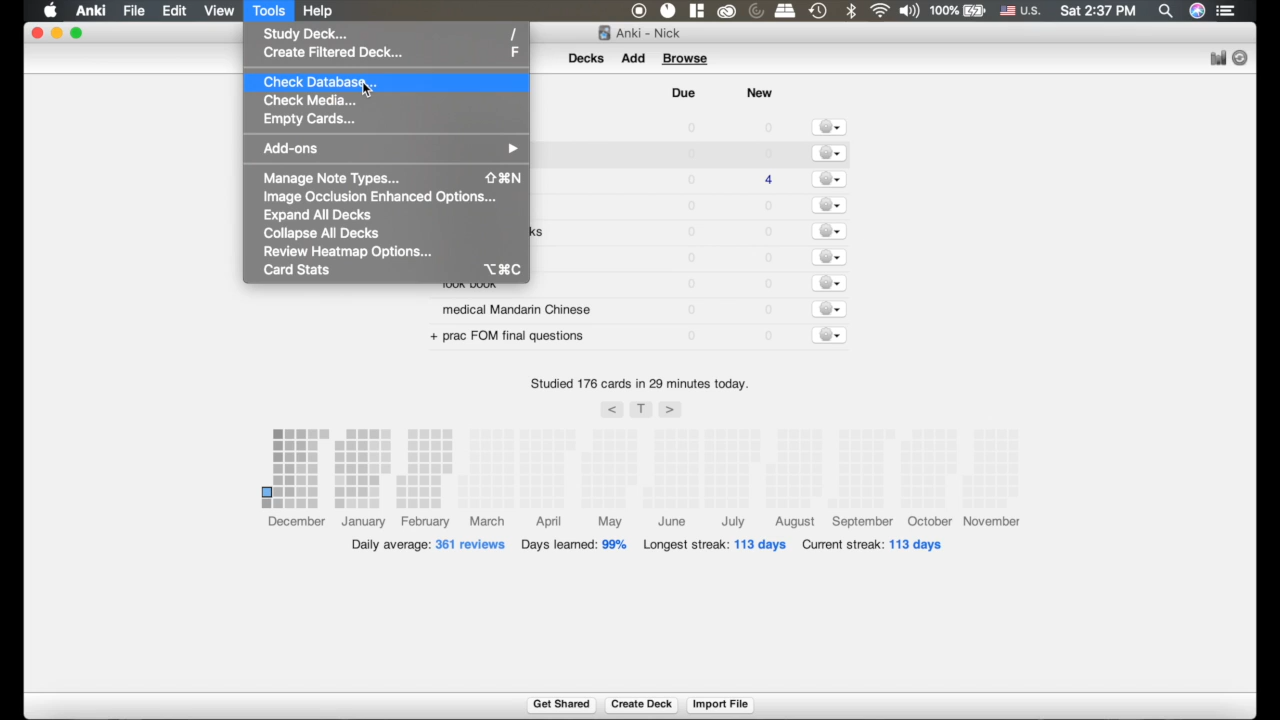 Anki File Edit View Tools Help 100% U.S. Sat 2:37 PM
Anki - Nick
Study Deck... /
Create Filtered Deck... F
Check Database...
Check Media...
Empty Cards...
Add-ons
Manage Note Types... ⇧⌘N
Image Occlusion Enhanced Options...
Expand All Decks
Collapse All Decks
Review Heatmap Options...
Card Stats ⌥⌘C
Decks Add Browse
Due New
0 0
0 0
0 4
0 0
ks 0 0
0 0
look book 0 0
medical Mandarin Chinese 0 0
+ prac FOM final questions 0 0
Studied 176 cards in 29 minutes today.
< T >
December January February March April May June July August September October November
Daily average: 361 reviews Days learned: 99% Longest streak: 113 days Current streak: 113 days
Get Shared Create Deck Import File